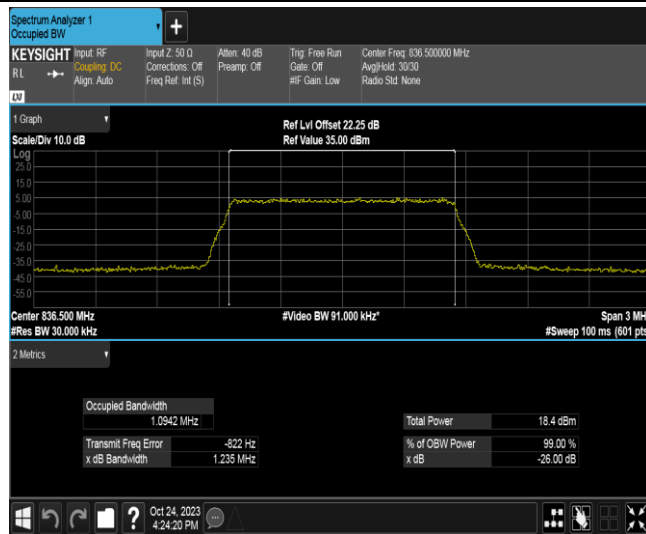 Spectrum Analyzer 1
Occupied BW
KEYSIGHT
RL
Input: RF
Coupling: DC
Align: Auto
Input Z: 50 Ω
Corrections: Off
Freq Ref: Int (S)
Atten: 40 dB
Preamp: Off
Trig: Free Run
Gate: Off
#IF Gain: Low
Center Freq: 836.500000 MHz
Avg|Hold: 30/30
Radio Std: None
1 Graph
Scale/Div 10.0 dB
Ref Lvl Offset 22.25 dB
Ref Value 35.00 dBm
Log
25.0
15.0
5.00
-5.00
-15.0
-25.0
-35.0
-45.0
-55.0
Center 836.500 MHz
#Res BW 30.000 kHz
#Video BW 91.000 kHz*
Span 3 MH
#Sweep 100 ms (601 pts
2 Metrics
Occupied Bandwidth
1.0942 MHz
Transmit Freq Error -822 Hz
x dB Bandwidth 1.235 MHz
Total Power 18.4 dBm
% of OBW Power 99.00 %
x dB -26.00 dB
?
Oct 24, 2023
4:24:20 PM